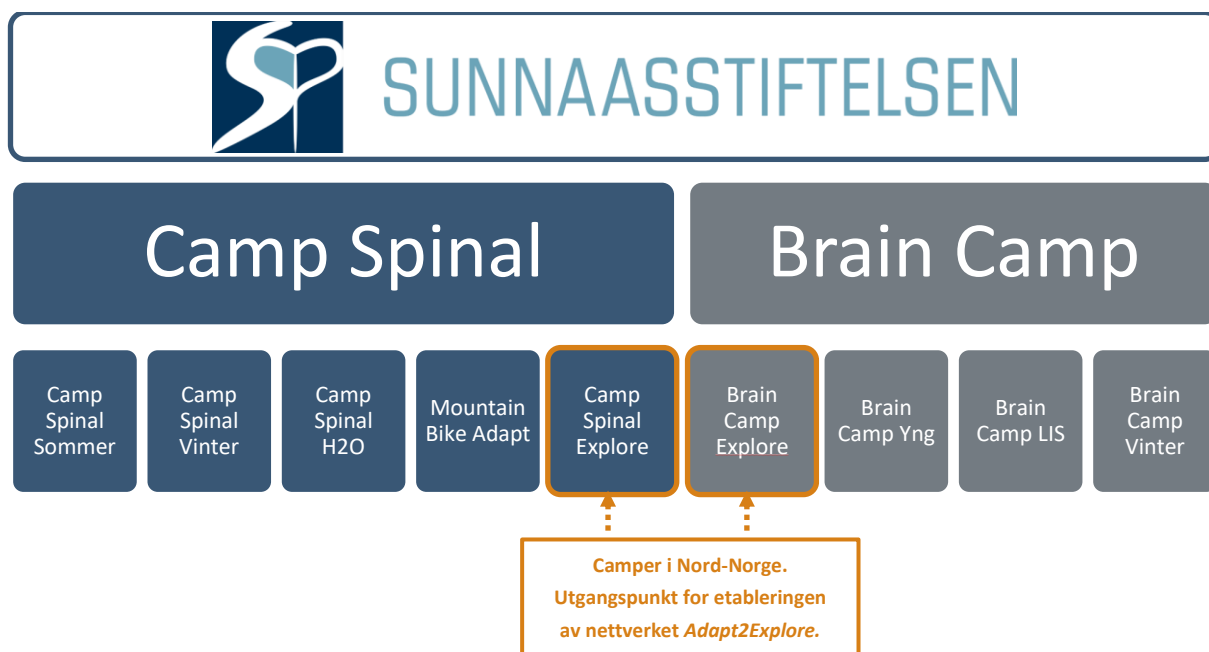 SUNNAASSTIFTELSEN
Camp Spinal
Brain Camp
Camp
Spinal
Sommer
Camp
Spinal
Vinter
Camp
Spinal
H2O
Mountain
Bike Adapt
Camp
Spinal
Explore
Brain
Camp
Explore
Brain
Camp Yng
Brain
Camp LIS
Brain
Camp
Vinter
Camper i Nord-Norge.
Utgangspunkt for etableringen
av nettverket Adapt2Explore.